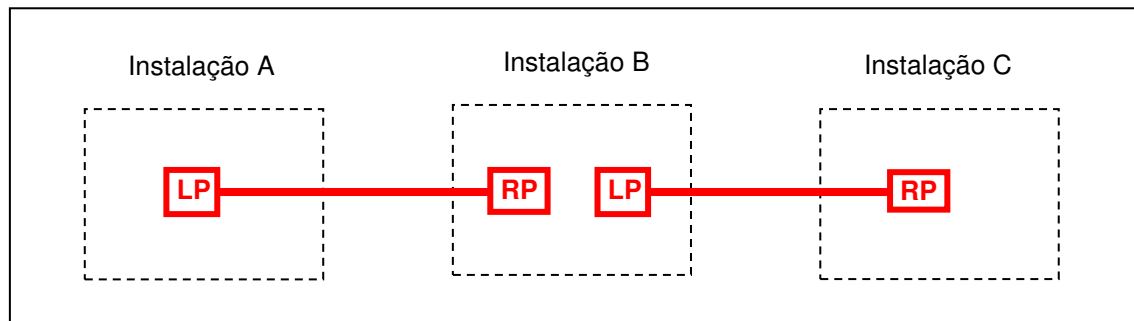 Instalação A
Instalação B
Instalação C
LP
RP
LP
RP